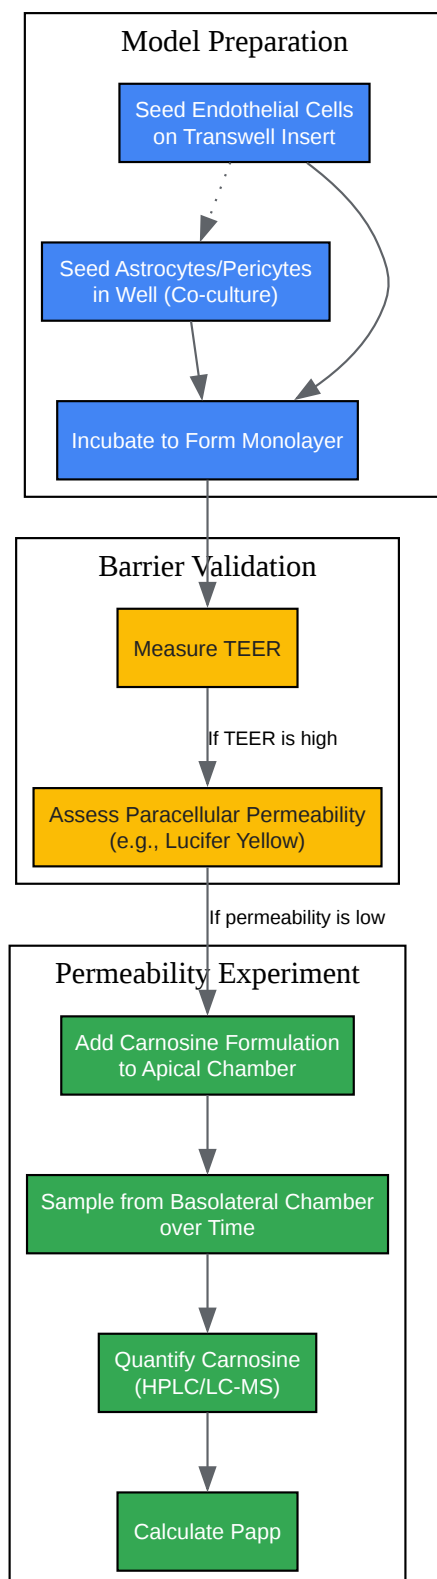 Model Preparation
Seed Endothelial Cells
on Transwell Insert
Seed Astrocytes/Pericytes
in Well (Co-culture)
Incubate to Form Monolayer
Barrier Validation
Measure TEER
If TEER is high
Assess Paracellular Permeability
(e.g., Lucifer Yellow)
If permeability is low
Permeability Experiment
Add Carnosine Formulation
to Apical Chamber
Sample from Basolateral Chamber
over Time
Quantify Carnosine
(HPLC/LC-MS)
Calculate Papp